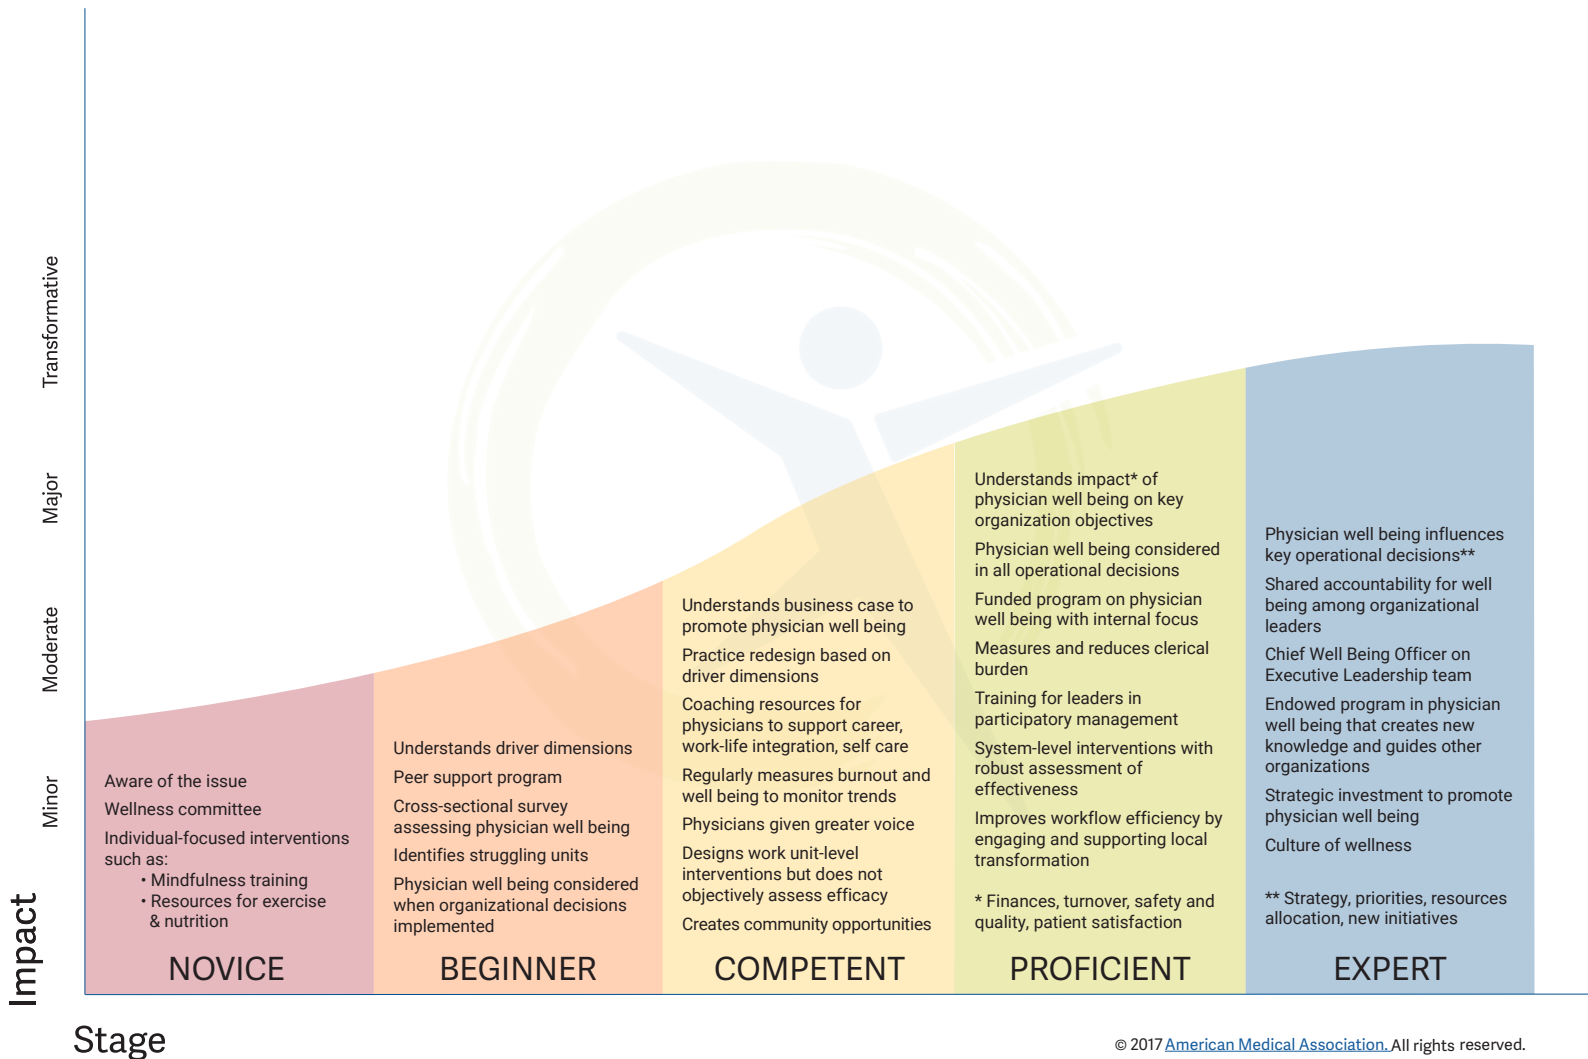 Transformative
Major
Moderate
Minor
Impact
Aware of the issue
Wellness committee
Individual-focused interventions
such as:
• Mindfulness training
• Resources for exercise
& nutrition
NOVICE
Understands driver dimensions
Peer support program
Cross-sectional survey
assessing physician well being
Identifies struggling units
Physician well being considered
when organizational decisions
implemented
BEGINNER
Understands business case to
promote physician well being
Practice redesign based on
driver dimensions
Coaching resources for
physicians to support career,
work-life integration, self care
Regularly measures burnout and
well being to monitor trends
Physicians given greater voice
Designs work unit-level
interventions but does not
objectively assess efficacy
Creates community opportunities
COMPETENT
Understands impact* of
physician well being on key
organization objectives
Physician well being considered
in all operational decisions
Funded program on physician
well being with internal focus
Measures and reduces clerical
burden
Training for leaders in
participatory management
System-level interventions with
robust assessment of
effectiveness
Improves workflow efficiency by
engaging and supporting local
transformation
* Finances, turnover, safety and
quality, patient satisfaction
PROFICIENT
Physician well being influences
key operational decisions**
Shared accountability for well
being among organizational
leaders
Chief Well Being Officer on
Executive Leadership team
Endowed program in physician
well being that creates new
knowledge and guides other
organizations
Strategic investment to promote
physician well being
Culture of wellness
** Strategy, priorities, resources
allocation, new initiatives
EXPERT
Stage
© 2017 American Medical Association. All rights reserved.